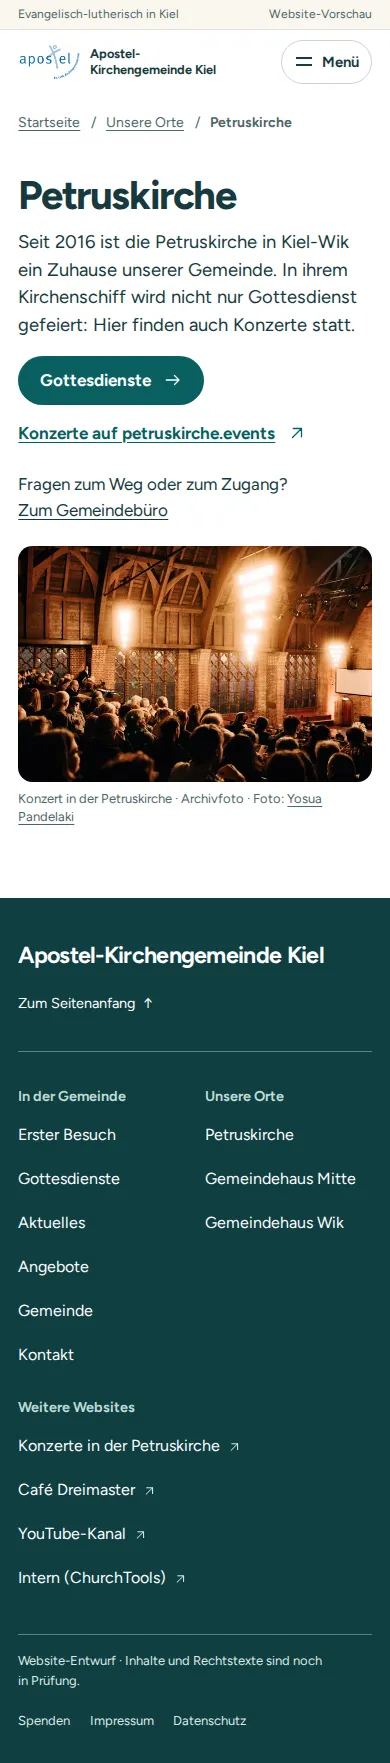 Evangelisch-lutherisch in Kiel
Website-Vorschau
apostel
Apostel-
Kirchengemeinde Kiel
Menü
Startseite / Unsere Orte / Petruskirche
Petruskirche
Seit 2016 ist die Petruskirche in Kiel-Wik
ein Zuhause unserer Gemeinde. In ihrem
Kirchenschiff wird nicht nur Gottesdienst
gefeiert: Hier finden auch Konzerte statt.
Gottesdienste →
Konzerte auf petruskirche.events ↗
Fragen zum Weg oder zum Zugang?
Zum Gemeindebüro
Konzert in der Petruskirche · Archivfoto · Foto: Yosua
Pandelaki
Apostel-Kirchengemeinde Kiel
Zum Seitenanfang ↑
In der Gemeinde
Erster Besuch
Gottesdienste
Aktuelles
Angebote
Gemeinde
Kontakt
Unsere Orte
Petruskirche
Gemeindehaus Mitte
Gemeindehaus Wik
Weitere Websites
Konzerte in der Petruskirche ↗
Café Dreimaster ↗
YouTube-Kanal ↗
Intern (ChurchTools) ↗
Website-Entwurf · Inhalte und Rechtstexte sind noch
in Prüfung.
Spenden Impressum Datenschutz